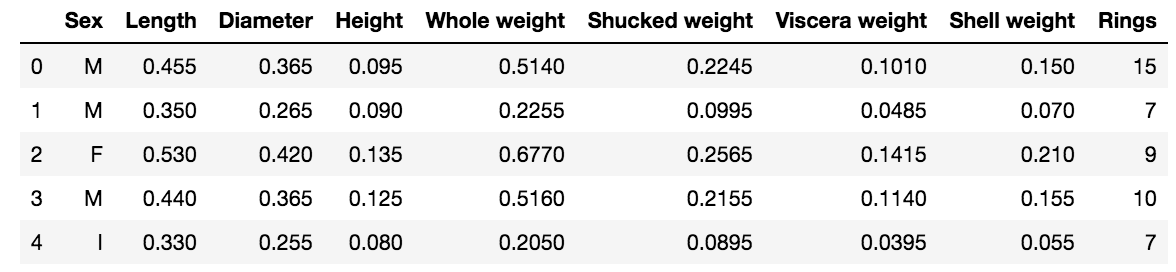 Sex Length Diameter Height Whole weight Shucked weight Viscera weight Shell weight Rings
0 M 0.455 0.365 0.095 0.5140 0.2245 0.1010 0.150 15
1 M 0.350 0.265 0.090 0.2255 0.0995 0.0485 0.070 7
2 F 0.530 0.420 0.135 0.6770 0.2565 0.1415 0.210 9
3 M 0.440 0.365 0.125 0.5160 0.2155 0.1140 0.155 10
4 I 0.330 0.255 0.080 0.2050 0.0895 0.0395 0.055 7